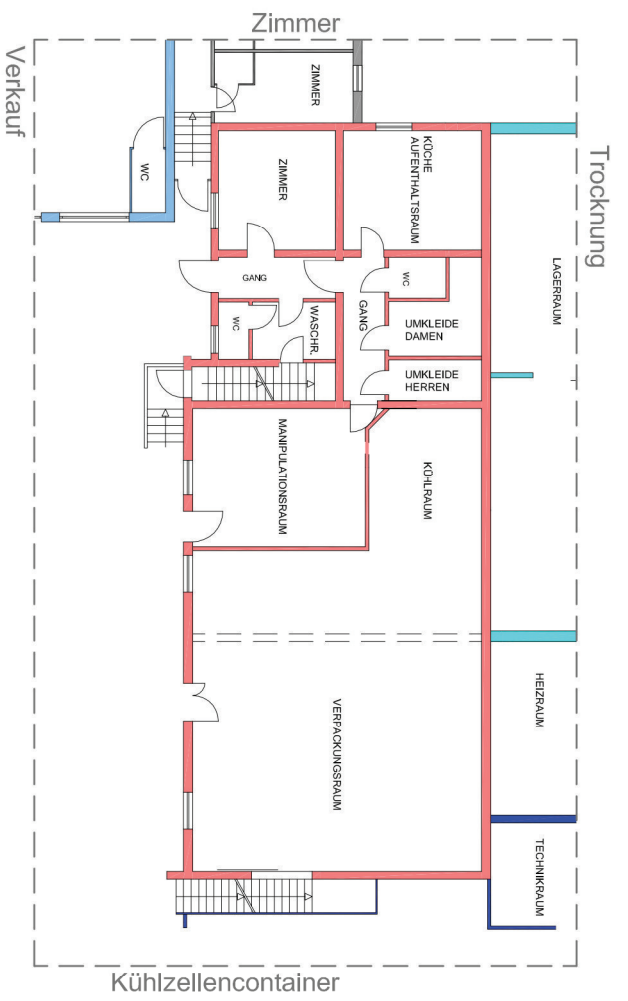 Zimmer
Verkauf
Trocknung
ZIMMER
WC
ZIMMER
KÜCHE
AUFENTHALTSRAUM
LAGERRAUM
GANG
WC
GANG
WC
WASCHR.
UMKLEIDE
DAMEN
UMKLEIDE
HERREN
MANIPULATIONSRAUM
KÜHLRAUM
HEIZRAUM
VERPACKUNGSRAUM
TECHNIKRAUM
Kühlzellencontainer